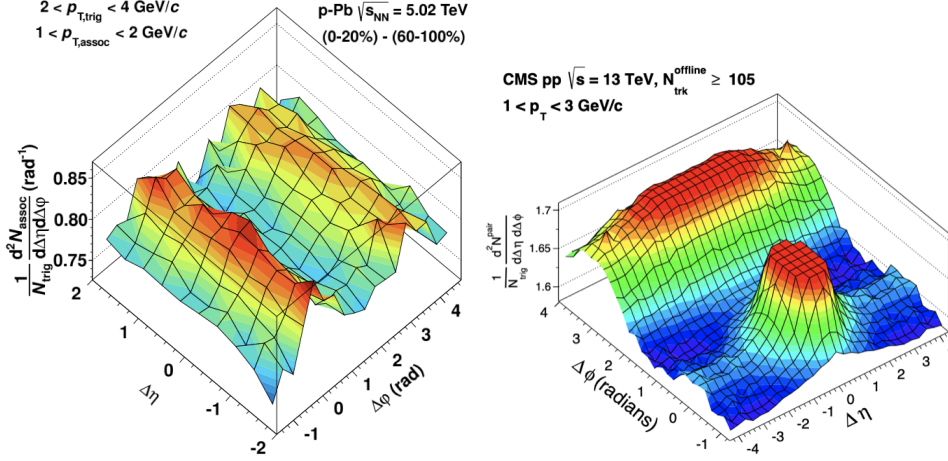 2 < p_T,trig < 4 GeV/c
1 < p_T,assoc < 2 GeV/c
p-Pb √s_NN = 5.02 TeV
(0-20%) - (60-100%)
1/N_trig d²N_assoc/dΔηdΔφ (rad⁻¹)
0.85
0.80
0.75
2
1
0
-1
-2
Δη
-1
0
1
2
3
4
Δφ (rad)
CMS pp √s = 13 TeV, N_trk^offline ≥ 105
1 < p_T < 3 GeV/c
1/N_trig d²N^pair/dΔη dΔϕ
1.7
1.65
1.6
4
3
2
1
0
-1
Δϕ (radians)
-4
-3
-2
-1
0
1
2
3
Δη